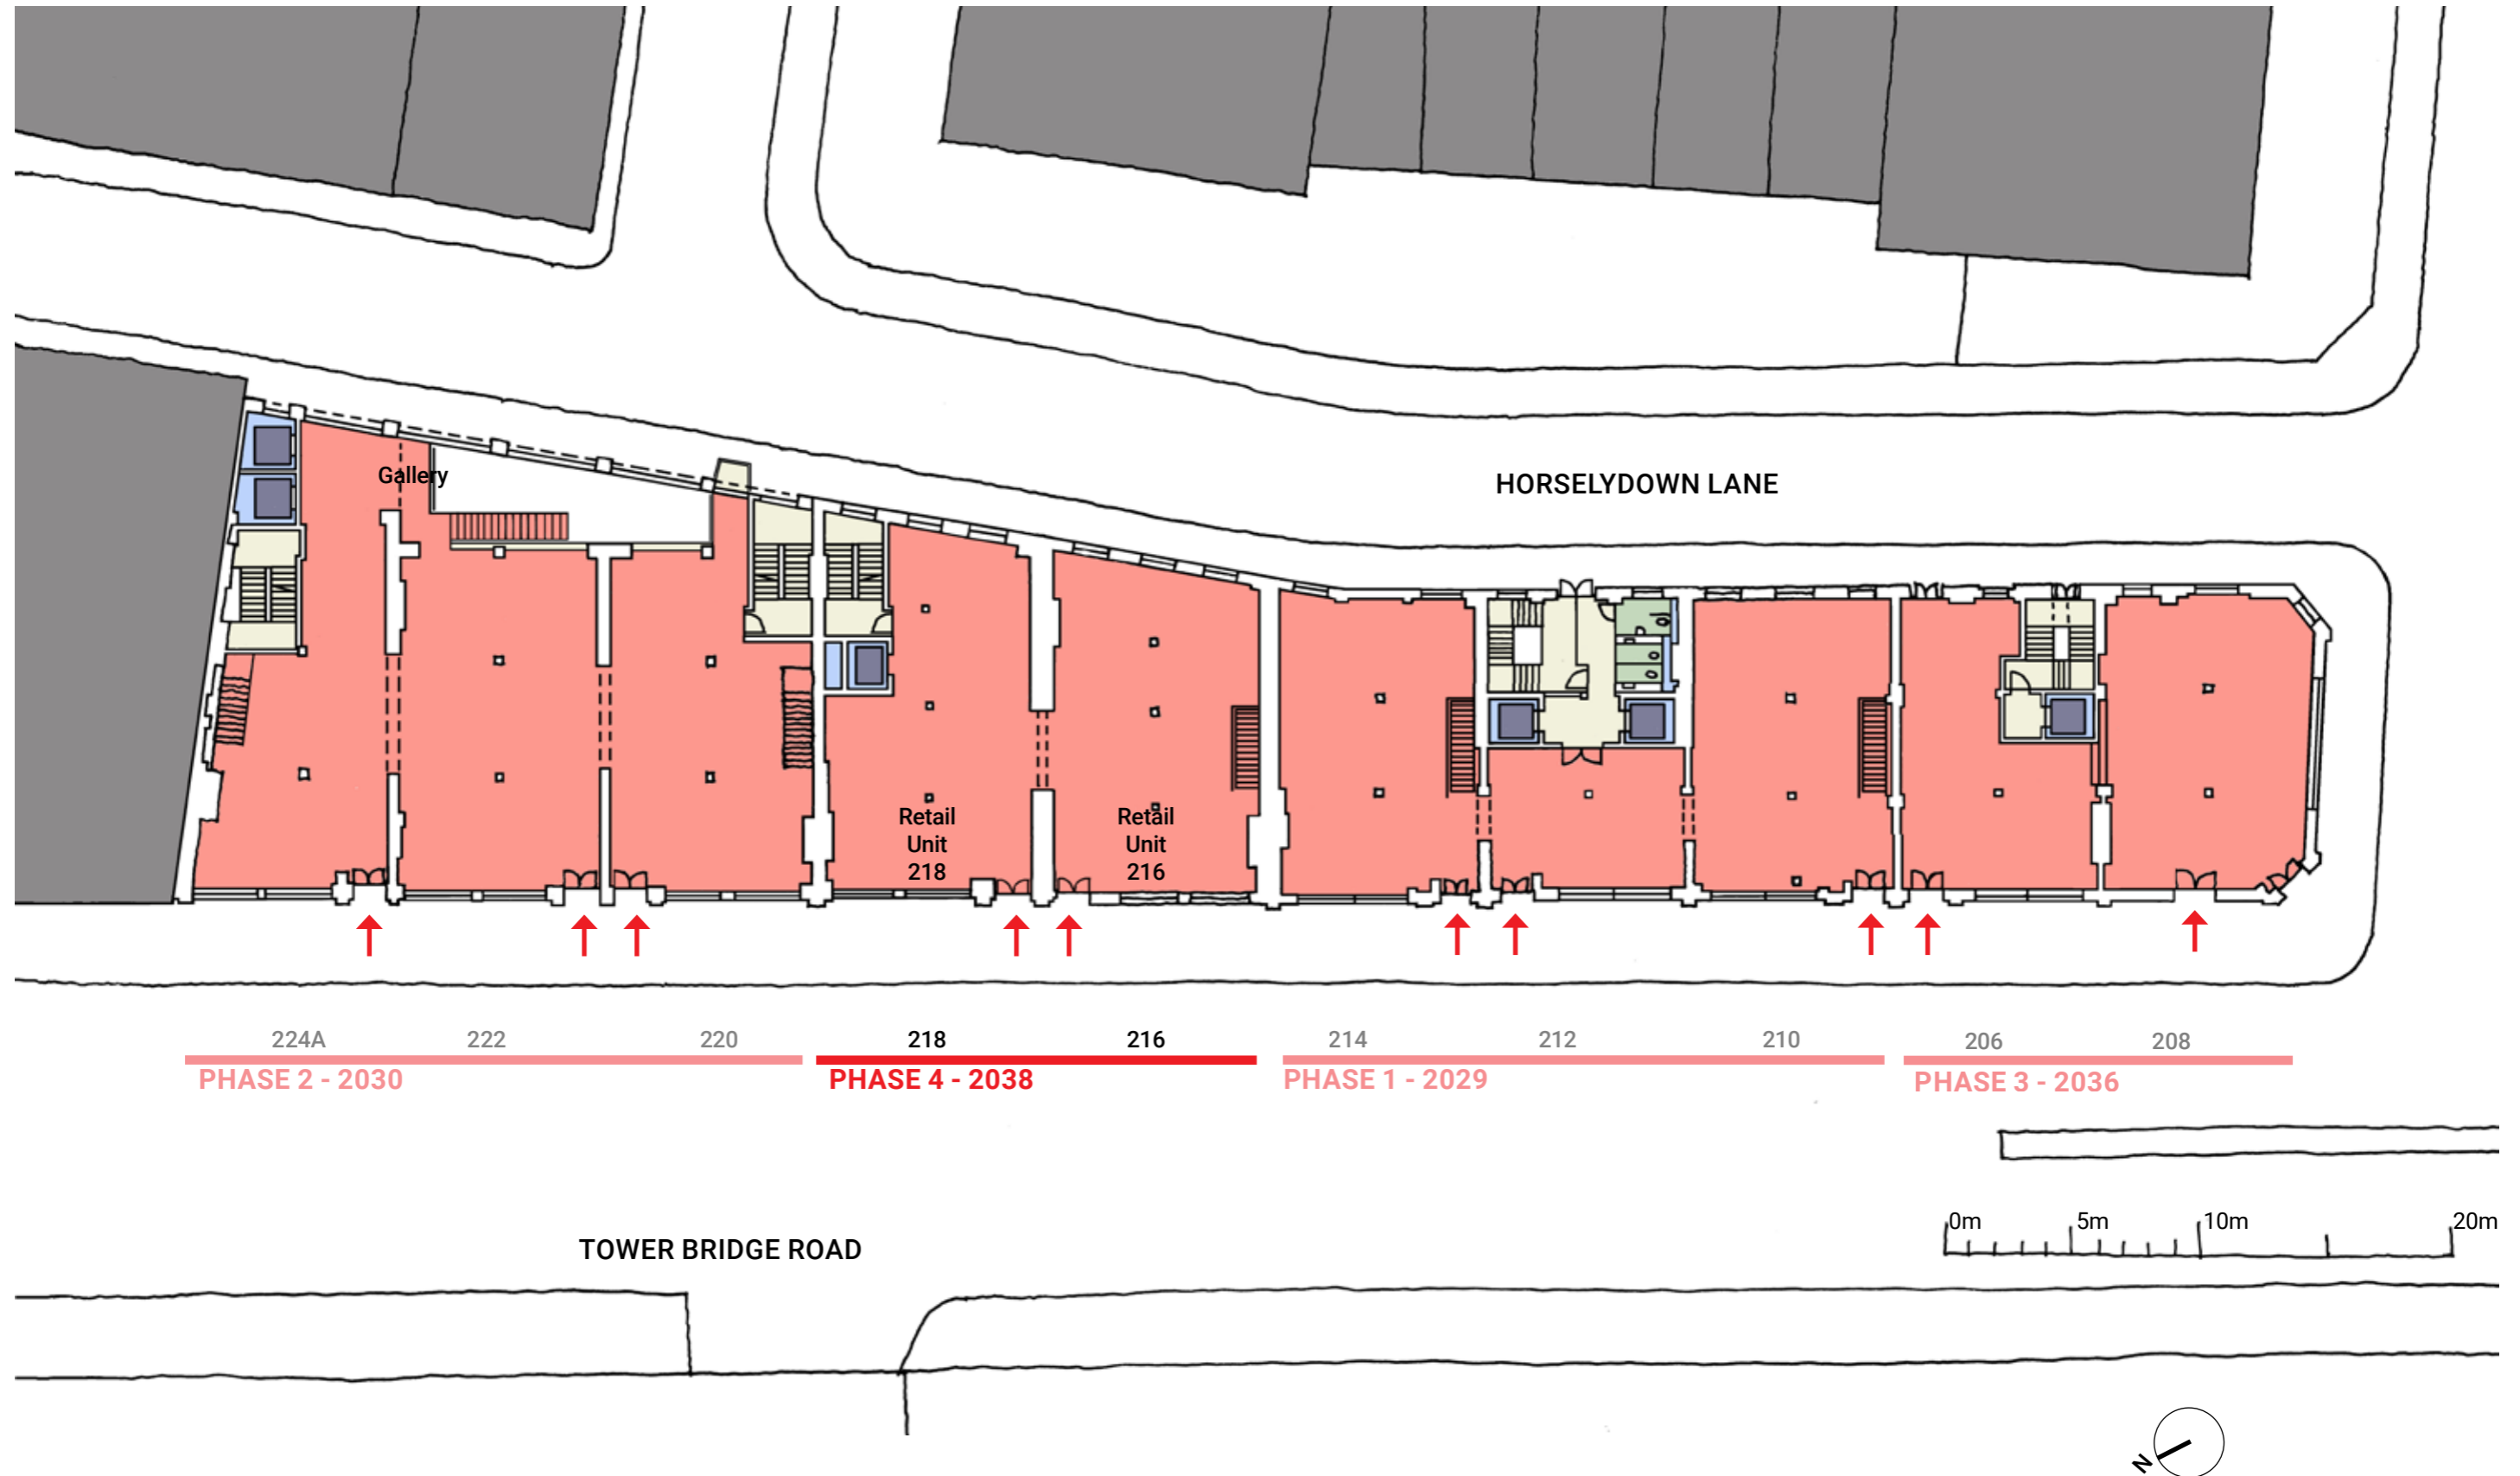 Gallery
HORSELYDOWN LANE
Retail
Unit
218
Retail
Unit
216
224A 222 220 218 216 214 212 210 206 208
PHASE 2 - 2030 PHASE 4 - 2038 PHASE 1 - 2029 PHASE 3 - 2036
0m 5m 10m 20m
TOWER BRIDGE ROAD
N